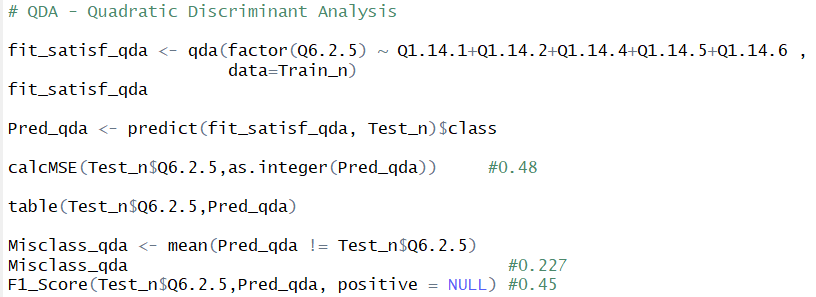 # QDA - Quadratic Discriminant Analysis
fit_satisf_qda <- qda(factor(Q6.2.5) ~ Q1.14.1+Q1.14.2+Q1.14.4+Q1.14.5+Q1.14.6 ,
data=Train_n)
fit_satisf_qda
Pred_qda <- predict(fit_satisf_qda, Test_n)$class
calcMSE(Test_n$Q6.2.5,as.integer(Pred_qda)) #0.48
table(Test_n$Q6.2.5,Pred_qda)
Misclass_qda <- mean(Pred_qda != Test_n$Q6.2.5)
Misclass_qda #0.227
F1_Score(Test_n$Q6.2.5,Pred_qda, positive = NULL) #0.45